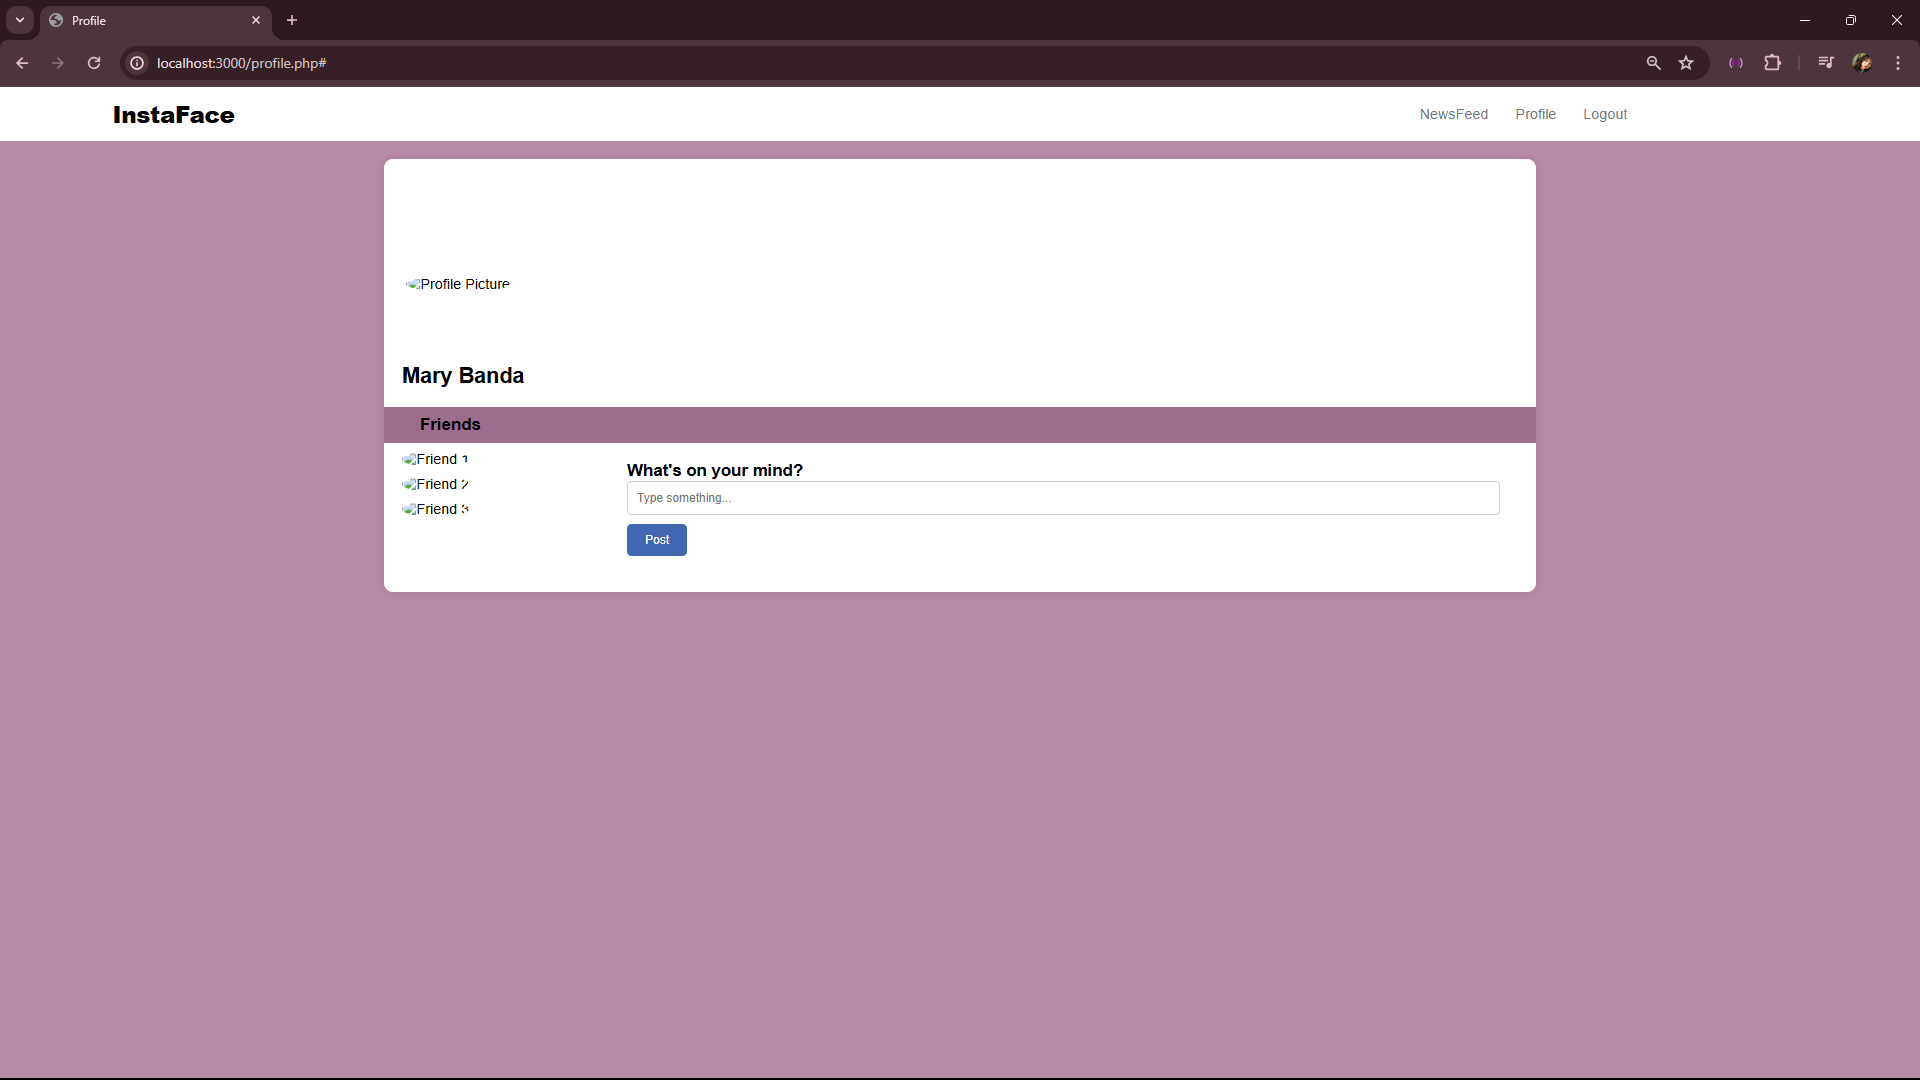 Profile
localhost:3000/profile.php#
InstaFace
NewsFeed Profile Logout
Profile Picture
Mary Banda
Friends
Friend 1
Friend 2
Friend 3
What's on your mind?
Type something...
Post